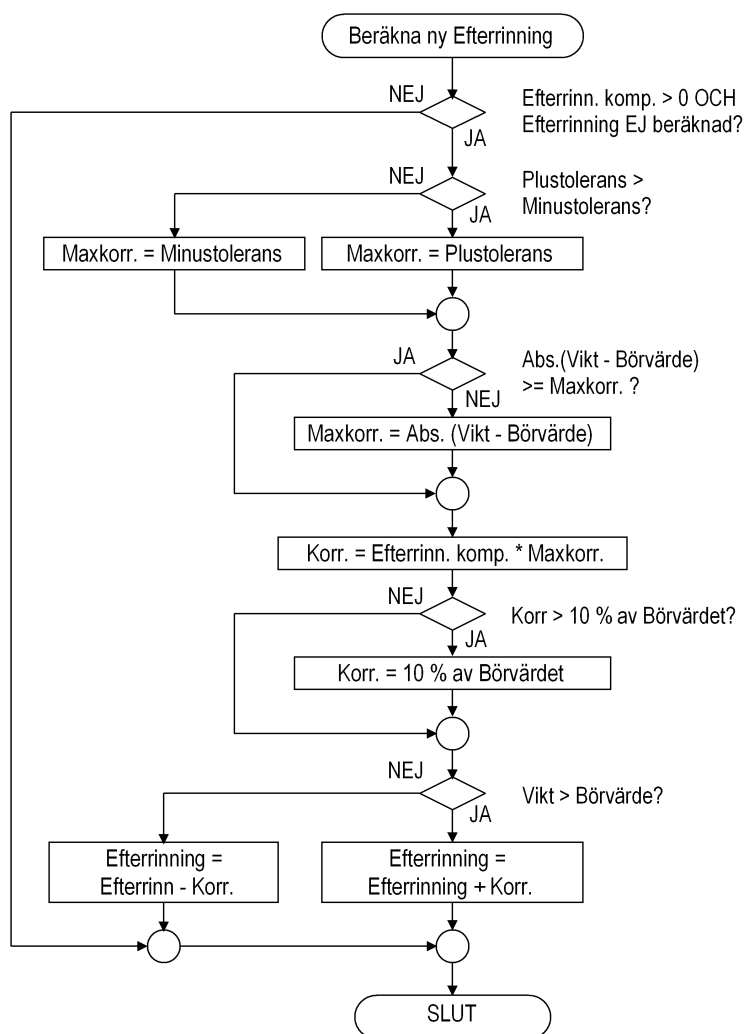 Beräkna ny Efterrinning
NEJ
Efterrinn. komp. > 0 OCH
Efterrinning EJ beräknad?
JA
NEJ
Plustolerans >
Minustolerans?
JA
Maxkorr. = Minustolerans
Maxkorr. = Plustolerans
JA
Abs.(Vikt - Börvärde)
>= Maxkorr. ?
NEJ
Maxkorr. = Abs. (Vikt - Börvärde)
Korr. = Efterrinn. komp. * Maxkorr.
NEJ
Korr > 10 % av Börvärdet?
JA
Korr. = 10 % av Börvärdet
NEJ
Vikt > Börvärde?
JA
Efterrinning =
Efterrinn - Korr.
Efterrinning =
Efterrinning + Korr.
SLUT